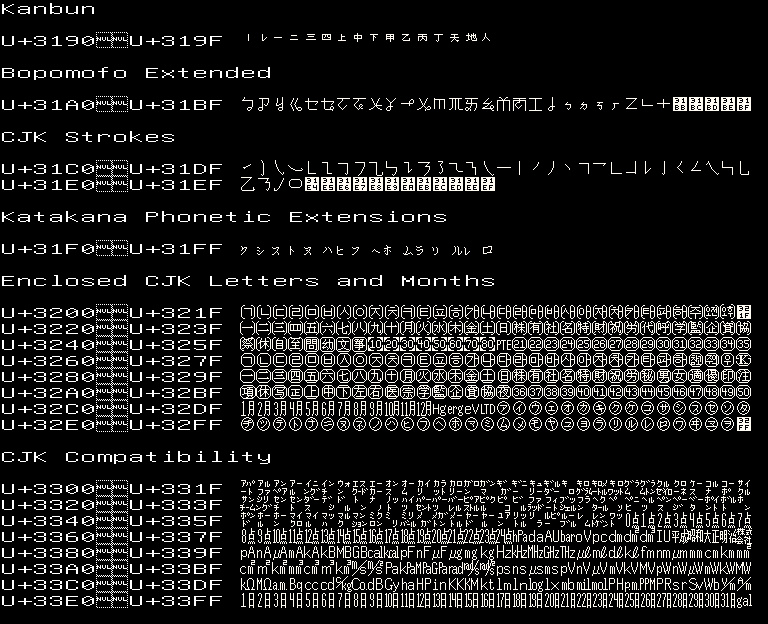 Kanbun
U+3190NULNULU+319F ㆐㆑㆒㆓㆔㆕㆖㆗㆘㆙㆚㆛㆜㆝㆞㆟
Bopomofo Extended
U+31A0NULNULU+31BF ㆠㆡㆢㆣㆤㆥㆦㆧㆨㆩㆪㆫㆬㆭㆮㆯㆰㆱㆲㆳㆴㆵㆶㆷㆸㆹㆺ
CJK Strokes
U+31C0NULNULU+31DF ㇀㇁㇂㇃㇄㇅㇆㇇㇈㇉㇊㇋㇌㇍㇎㇏㇐㇑㇒㇓㇔㇕㇖㇗㇘㇙㇚㇛㇜㇝㇞㇟
U+31E0NULNULU+31EF ㇠㇡㇢㇣
Katakana Phonetic Extensions
U+31F0NULNULU+31FF ㇰㇱㇲㇳㇴㇵㇶㇷㇸㇹㇺㇻㇼㇽㇾㇿ
Enclosed CJK Letters and Months
U+3200NULNULU+321F ㈀㈁㈂㈃㈄㈅㈆㈇㈈㈉㈊㈋㈌㈍㈎㈏㈐㈑㈒㈓㈔㈕㈖㈗㈘㈙㈚㈛㈜㈝㈞
U+3220NULNULU+323F ㈠㈡㈢㈣㈤㈥㈦㈧㈨㈩㈪㈫㈬㈭㈮㈯㈰㈱㈲㈳㈴㈵㈶㈷㈸㈹㈺㈻㈼㈽㈾㈿
U+3240NULNULU+325F ㉀㉁㉂㉃㉄㉅㉆㉇㉈㉉㉊㉋㉌㉍㉎㉏㉐㉑㉒㉓㉔㉕㉖㉗㉘㉙㉚㉛㉜㉝㉞㉟
U+3260NULNULU+327F ㉠㉡㉢㉣㉤㉥㉦㉧㉨㉩㉪㉫㉬㉭㉮㉯㉰㉱㉲㉳㉴㉵㉶㉷㉸㉹㉺㉻㉼㉽㉾㉿
U+3280NULNULU+329F ㊀㊁㊂㊃㊄㊅㊆㊇㊈㊉㊊㊋㊌㊍㊎㊏㊐㊑㊒㊓㊔㊕㊖㊗㊘㊙㊚㊛㊜㊝㊞㊟
U+32A0NULNULU+32BF ㊠㊡㊢㊣㊤㊥㊦㊧㊨㊩㊪㊫㊬㊭㊮㊯㊰㊱㊲㊳㊴㊵㊶㊷㊸㊹㊺㊻㊼㊽㊾㊿
U+32C0NULNULU+32DF ㋀㋁㋂㋃㋄㋅㋆㋇㋈㋉㋊㋋㋌㋍㋎㋏㋐㋑㋒㋓㋔㋕㋖㋗㋘㋙㋚㋛㋜㋝㋞㋟
U+32E0NULNULU+32FF ㋠㋡㋢㋣㋤㋥㋦㋧㋨㋩㋪㋫㋬㋭㋮㋯㋰㋱㋲㋳㋴㋵㋶㋷㋸㋹㋺㋻㋼㋽㋾
CJK Compatibility
U+3300NULNULU+331F ㌀㌁㌂㌃㌄㌅㌆㌇㌈㌉㌊㌋㌌㌍㌎㌏㌐㌑㌒㌓㌔㌕㌖㌗㌘㌙㌚㌛㌜㌝㌞㌟
U+3320NULNULU+333F ㌠㌡㌢㌣㌤㌥㌦㌧㌨㌩㌪㌫㌬㌭㌮㌯㌰㌱㌲㌳㌴㌵㌶㌷㌸㌹㌺㌻㌼㌽㌾㌿
U+3340NULNULU+335F ㍀㍁㍂㍃㍄㍅㍆㍇㍈㍉㍊㍋㍌㍍㍎㍏㍐㍑㍒㍓㍔㍕㍖㍗㍘㍙㍚㍛㍜㍝㍞㍟
U+3360NULNULU+337F ㍠㍡㍢㍣㍤㍥㍦㍧㍨㍩㍪㍫㍬㍭㍮㍯㍰㍱㍲㍳㍴㍵㍶㍷㍸㍹㍺㍻㍼㍽㍾㍿
U+3380NULNULU+339F ㎀㎁㎂㎃㎄㎅㎆㎇㎈㎉㎊㎋㎌㎍㎎㎏㎐㎑㎒㎓㎔㎕㎖㎗㎘㎙㎚㎛㎜㎝㎞㎟
U+33A0NULNULU+33BF ㎠㎡㎢㎣㎤㎥㎦㎧㎨㎩㎪㎫㎬㎭㎮㎯㎰㎱㎲㎳㎴㎵㎶㎷㎸㎹㎺㎻㎼㎽㎾㎿
U+33C0NULNULU+33DF ㏀㏁㏂㏃㏄㏅㏆㏇㏈㏉㏊㏋㏌㏍㏎㏏㏐㏑㏒㏓㏔㏕㏖㏗㏘㏙㏚㏛㏜㏝㏞㏟
U+33E0NULNULU+33FF ㏠㏡㏢㏣㏤㏥㏦㏧㏨㏩㏪㏫㏬㏭㏮㏯㏰㏱㏲㏳㏴㏵㏶㏷㏸㏹㏺㏻㏼㏽㏾㏿